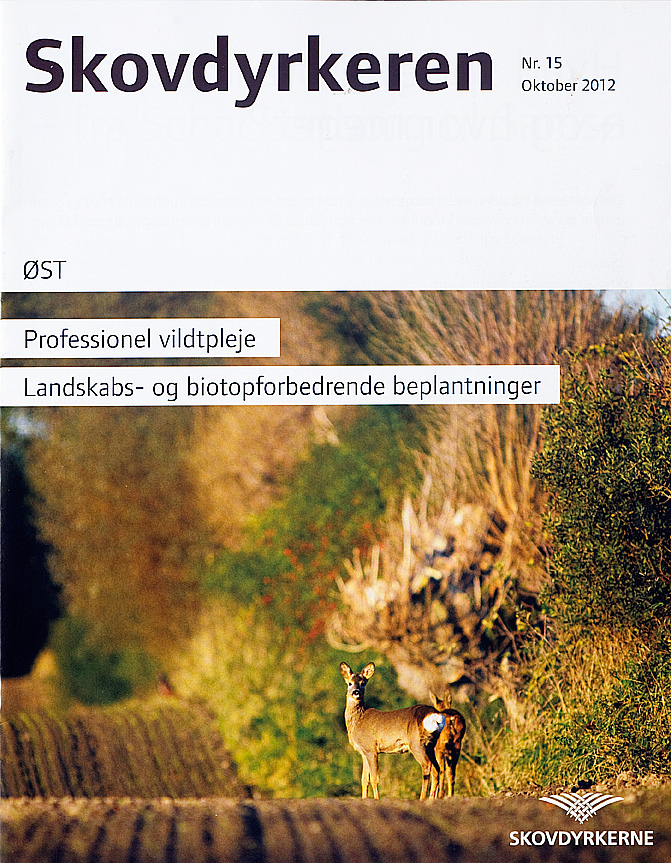 Skovdyrkeren
Nr. 15
Oktober 2012
ØST
Professionel vildtpleje
Landskabs- og biotopforbedrende beplantninger
SKOVDYRKERNE